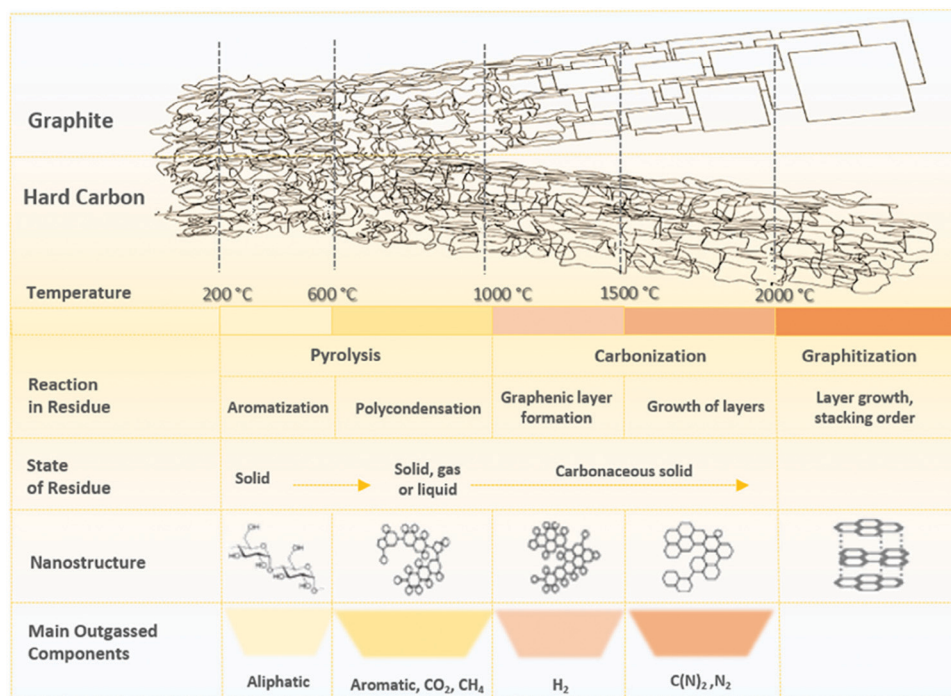 Graphite
Hard Carbon
Temperature
200 °C
600 °C
1000 °C
1500 °C
2000 °C
Pyrolysis
Carbonization
Graphitization
Reaction
in Residue
Aromatization
Polycondensation
Graphenic layer
formation
Growth of layers
Layer growth,
stacking order
State
of Residue
Solid
Solid, gas
or liquid
Carbonaceous solid
Nanostructure
Main Outgassed
Components
Aliphatic
Aromatic, CO₂, CH₄
H₂
C(N)₂ ,N₂